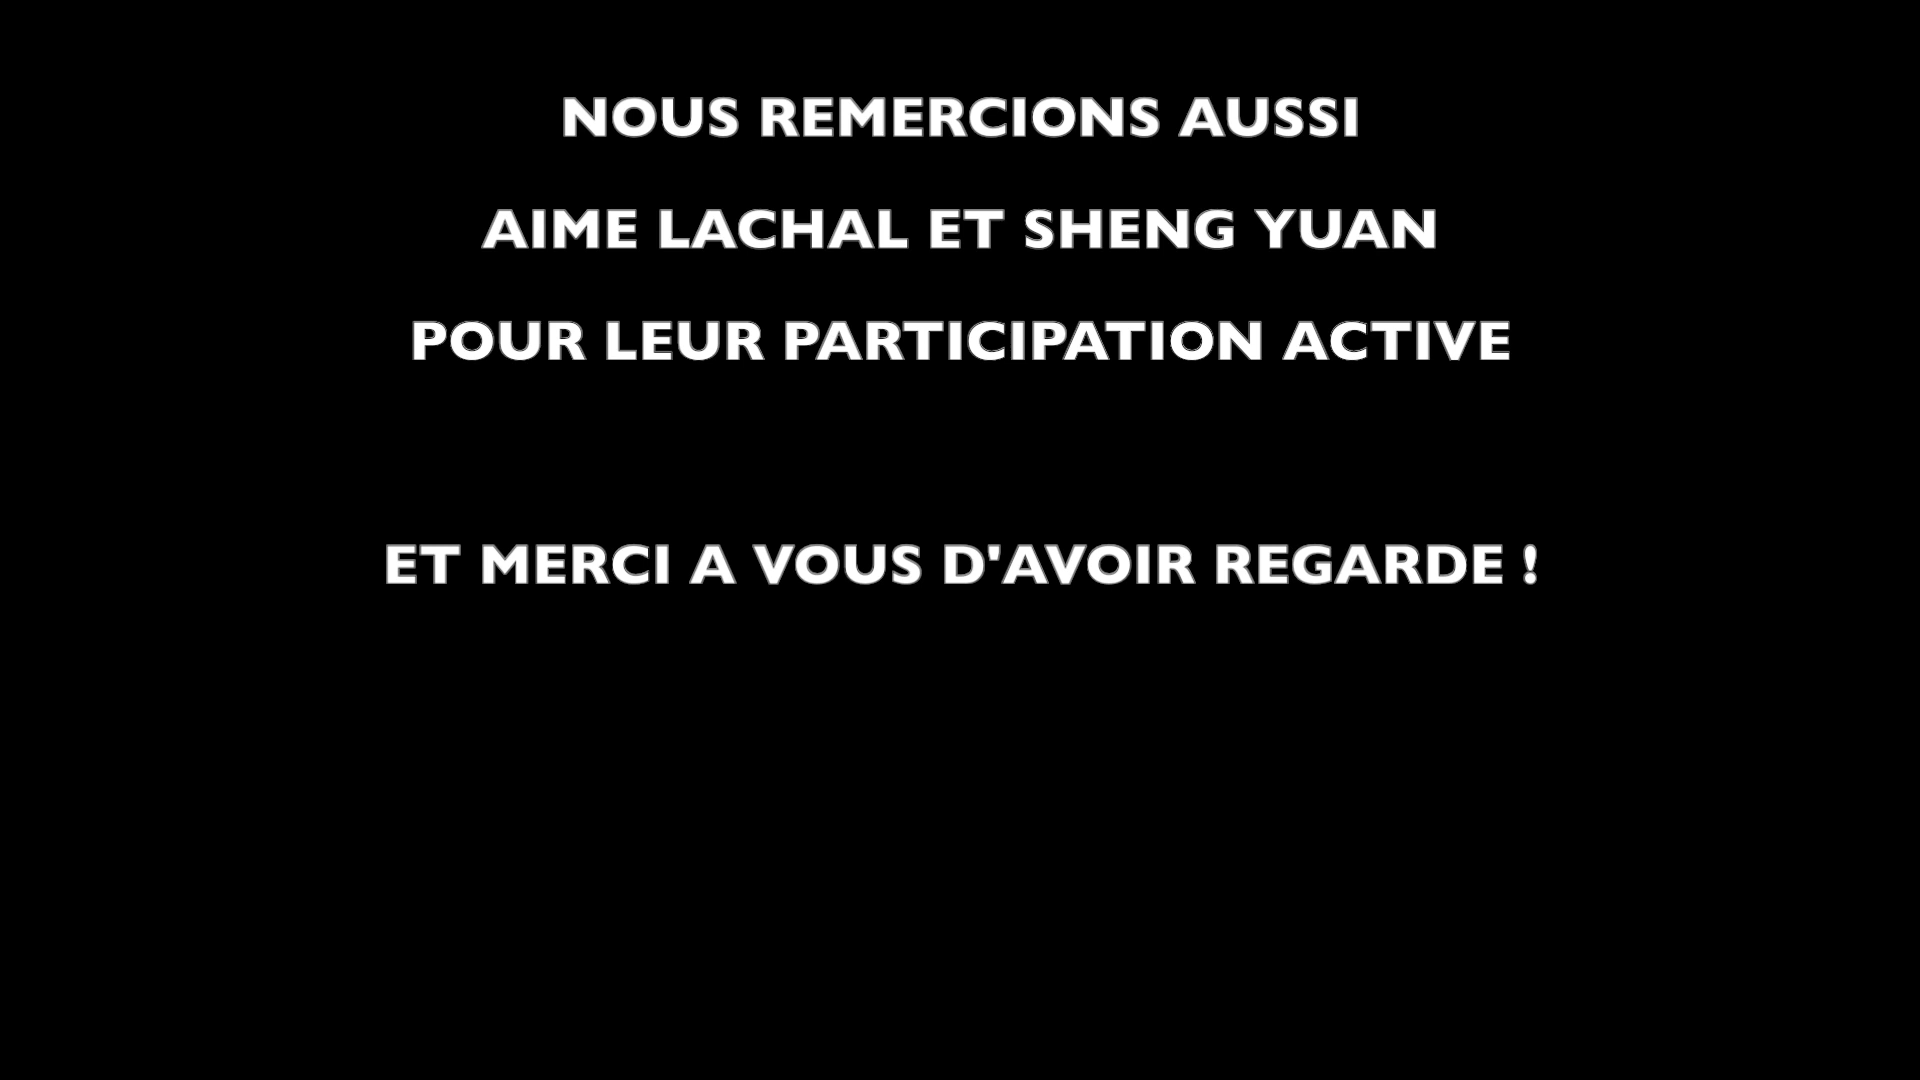 NOUS REMERCIONS AUSSI
AIME LACHAL ET SHENG YUAN
POUR LEUR PARTICIPATION ACTIVE
ET MERCI A VOUS D'AVOIR REGARDE !